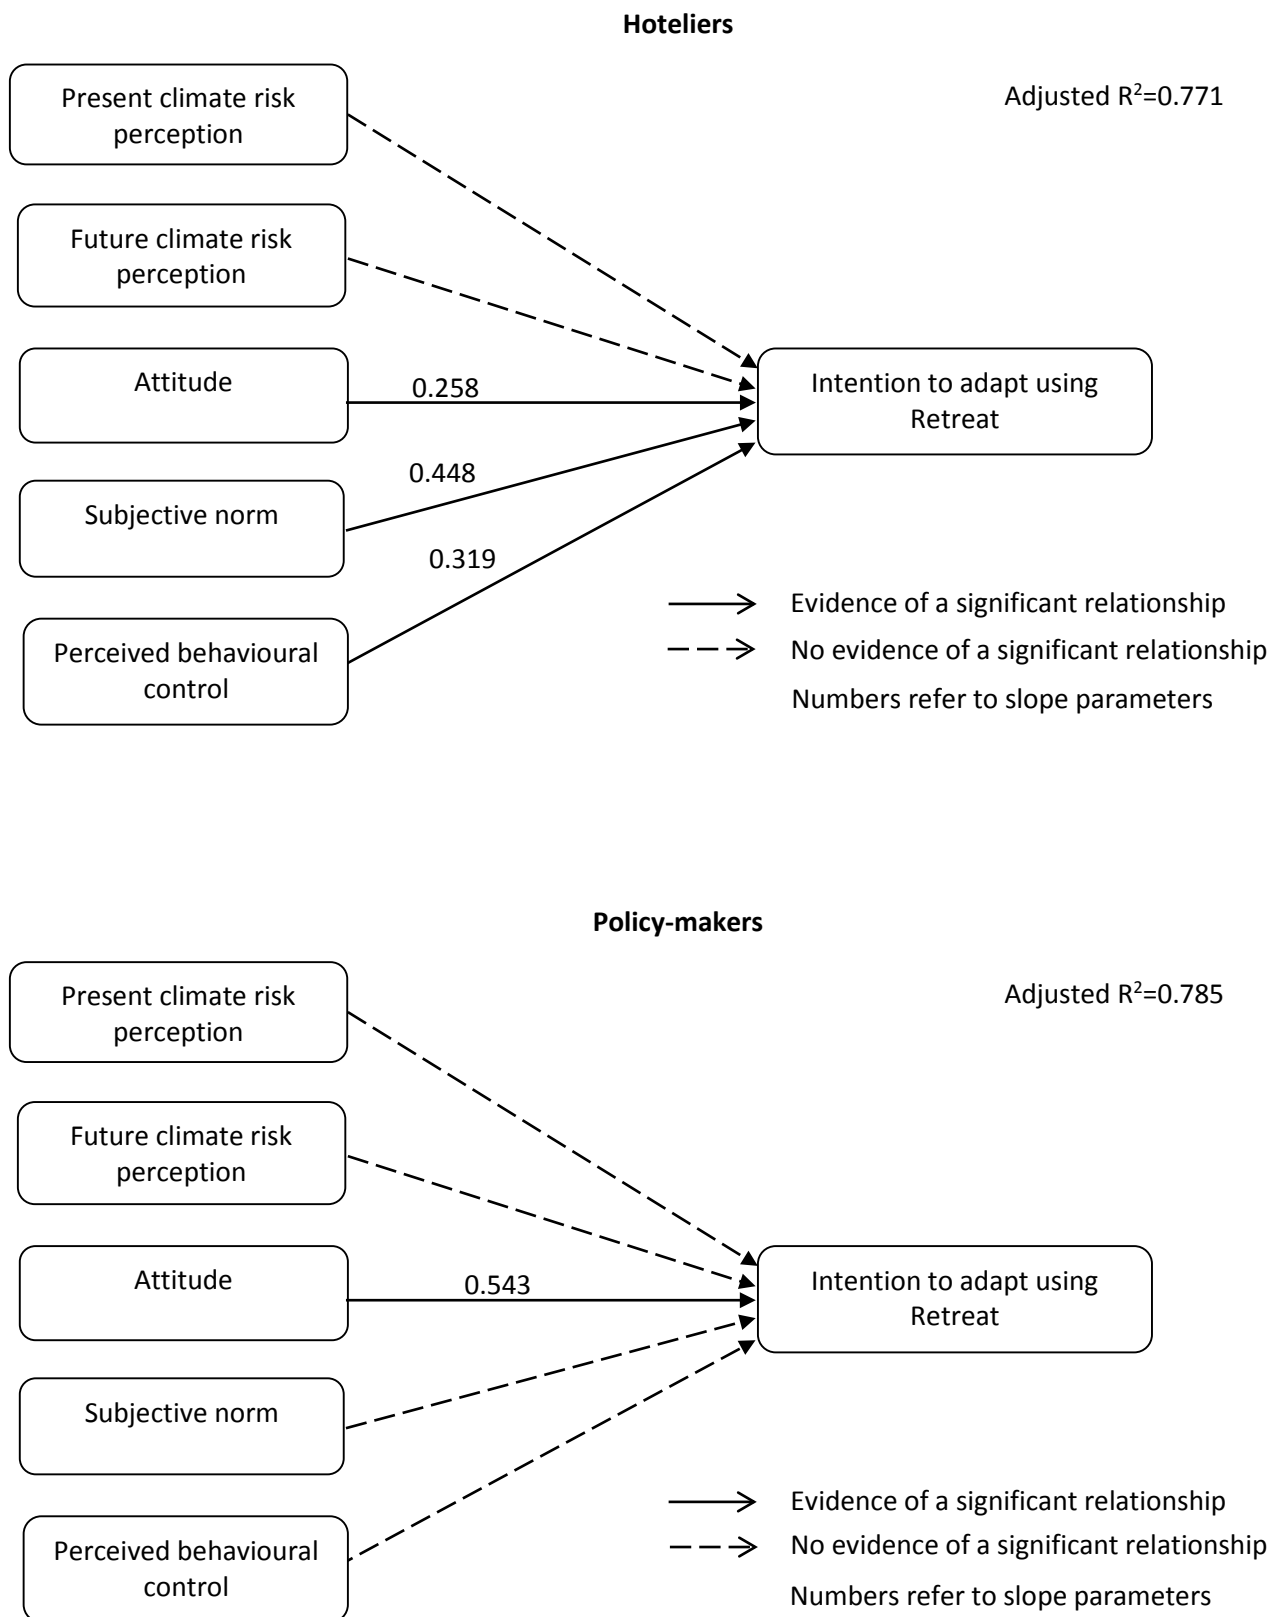 Hoteliers
Present climate risk
perception
Adjusted R²=0.771
Future climate risk
perception
Attitude
0.258
Intention to adapt using
Retreat
Subjective norm
0.448
0.319
Perceived behavioural
control
Evidence of a significant relationship
No evidence of a significant relationship
Numbers refer to slope parameters
Policy-makers
Present climate risk
perception
Adjusted R²=0.785
Future climate risk
perception
Attitude
0.543
Intention to adapt using
Retreat
Subjective norm
Perceived behavioural
control
Evidence of a significant relationship
No evidence of a significant relationship
Numbers refer to slope parameters